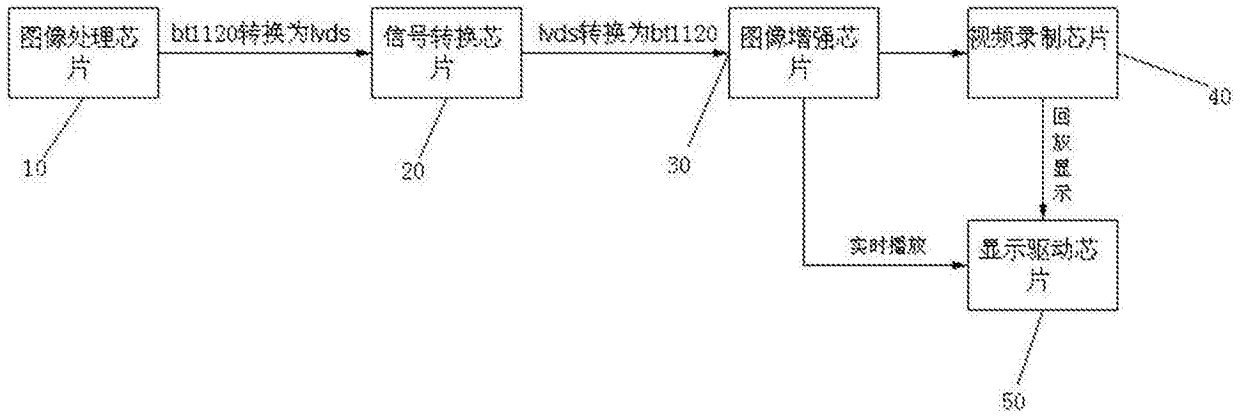 图像处理芯
片
bt1120转换为lvds
信号转换芯
片
lvds转换为bt1120
图像增强芯
片
视频录制芯片
10
20
30
40
回
放
显
示
实时播放
显示驱动芯
片
50